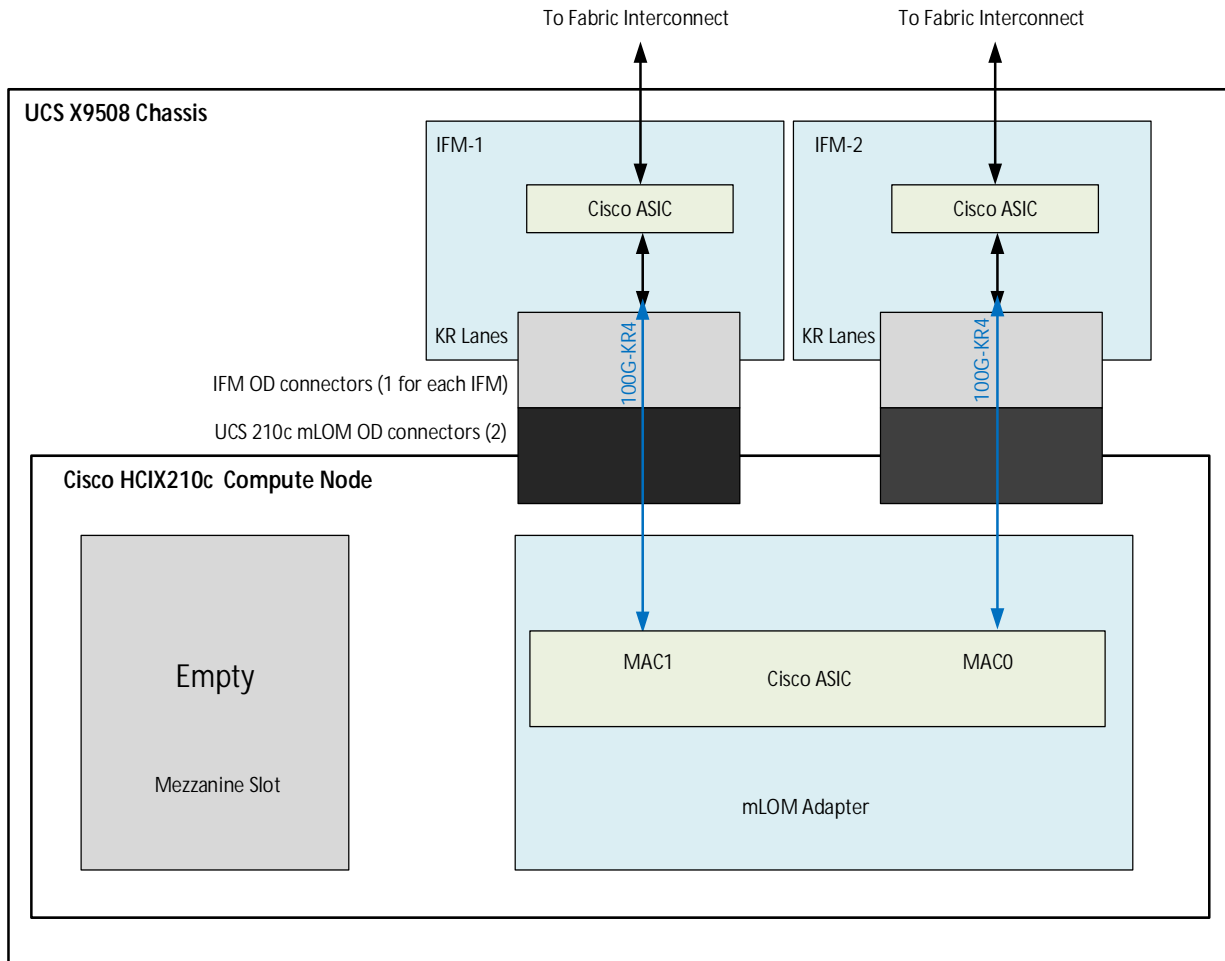 To Fabric Interconnect
To Fabric Interconnect
UCS X9508 Chassis
IFM-1
IFM-2
Cisco ASIC
Cisco ASIC
KR Lanes
100G-KR4
KR Lanes
100G-KR4
IFM OD connectors (1 for each IFM)
UCS 210c mLOM OD connectors (2)
Cisco HCIX210c Compute Node
Empty
Mezzanine Slot
MAC1
MAC0
Cisco ASIC
mLOM Adapter